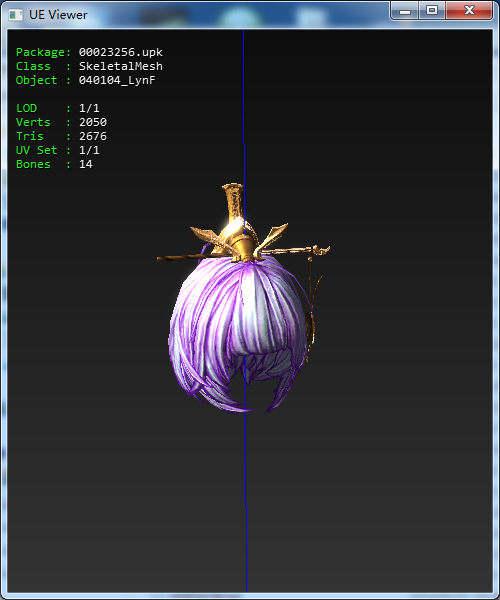 UE Viewer
Package: 00023256.upk
Class : SkeletalMesh
Object : 040104_LynF
LOD : 1/1
Verts : 2050
Tris : 2676
UV Set : 1/1
Bones : 14